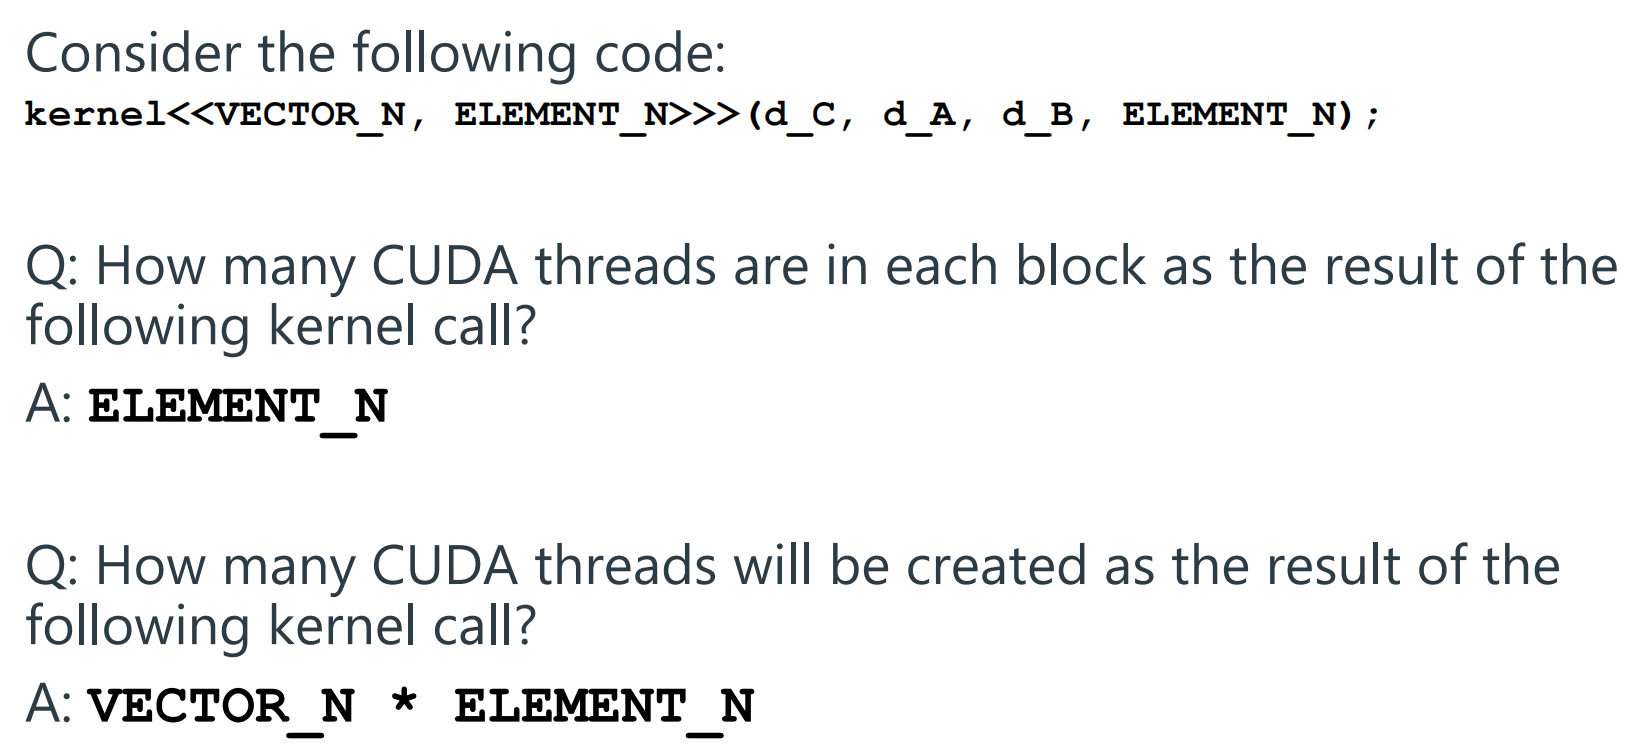 Consider the following code:
kernel<<VECTOR_N, ELEMENT_N>>>(d_C, d_A, d_B, ELEMENT_N);
Q: How many CUDA threads are in each block as the result of the
following kernel call?
A: ELEMENT_N
Q: How many CUDA threads will be created as the result of the
following kernel call?
A: VECTOR_N * ELEMENT_N